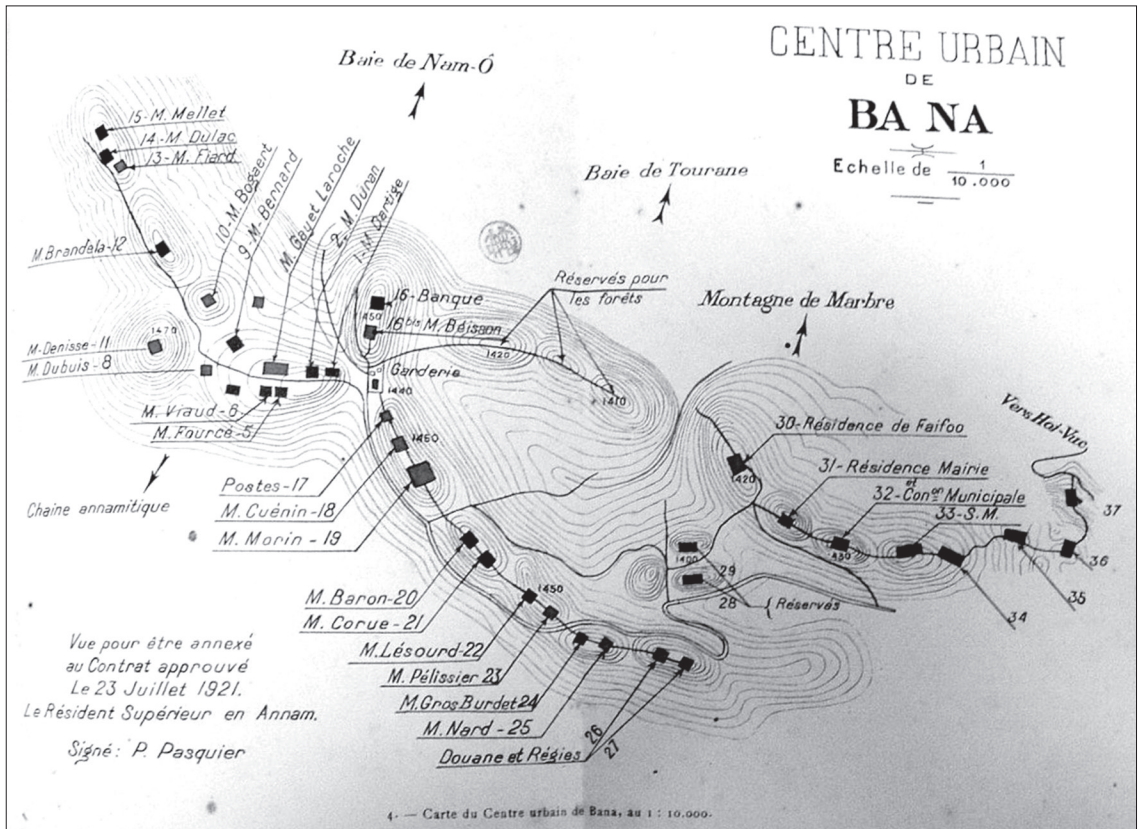 CENTRE URBAIN
DE
BA NA
Echelle de 1/10.000
Baie de Nam-Ô
Baie de Tourane
Montagne de Marbre
Vers Hoi-Vuc
Chaine annamitique
15-M. Mellet
14-M Dulac
13-M. Fiard
M. Brandela-12
10-M. Bogaert
9-M-Bernard
M. Gayet Laroche
2-M. Duran
1-M. Dartige
16-Banque
1450
16bis M. Béisson
Réservés pour
les forêts
1420
1410
1470
M-Denisse-11
M. Dubuis-8
Garderie
1440
M. Viaud-6
M. Fource-5
1460
Postes-17
M. Cuénin-18
M. Morin-19
30-Résidence de Faifoo
1420
31-Résidence Mairie
et
32-Conon Municipale
1430
33-S.M.
37
36
35
34
1400
29
28
{ Réservés
M. Baron-20
M. Corue-21
1450
M. Lésourd-22
M. Pélissier 23
M. Gros Burdet 24
M. Nard-25
Douane et Régies
26
27
Vue pour être annexé
au Contrat approuvé
Le 23 Juillet 1921.
Le Résident Supérieur en Annam.
Signé: P. Pasquier
4. — Carte du Centre urbain de Bana, au 1 : 10.000.